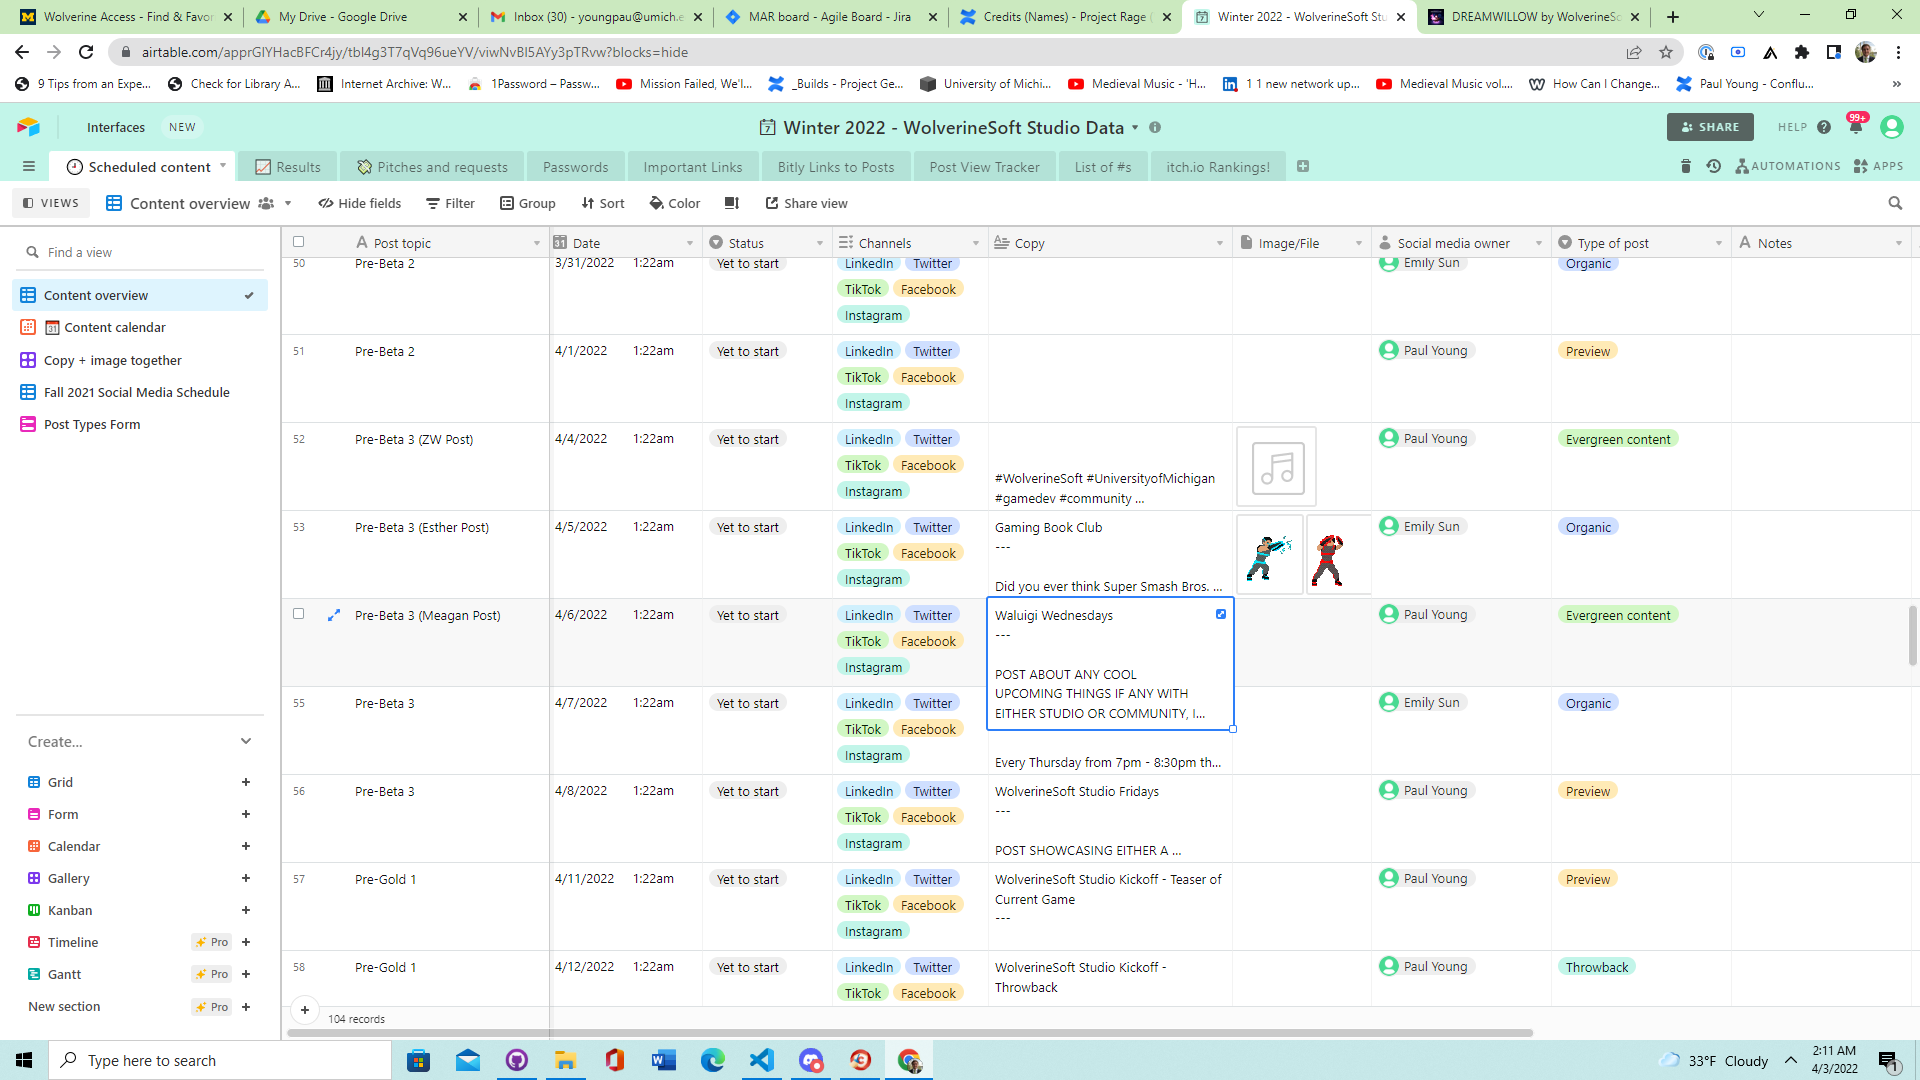 Wolverine Access - Find & Favor
My Drive - Google Drive
Inbox (30) - youngpau@umich.e
MAR board - Agile Board - Jira
Credits (Names) - Project Rage (
Winter 2022 - WolverineSoft Stu
DREAMWILLOW by WolverineSo
airtable.com/apprGIYHacBFCr4jy/tbl4g3T7qVq96ueYV/viwNvBl5AYy3pTRvw?blocks=hide
9 Tips from an Expe...
Check for Library A...
Internet Archive: W...
1Password – Passw...
Mission Failed, We'l...
_Builds - Project Ge...
University of Michi...
Medieval Music - 'H...
1 1 new network up...
Medieval Music vol....
How Can I Change...
Paul Young - Conflu...
Interfaces NEW
Winter 2022 - WolverineSoft Studio Data
SHARE HELP 99+
Scheduled content Results Pitches and requests Passwords Important Links Bitly Links to Posts Post View Tracker List of #s itch.io Rankings!
AUTOMATIONS APPS
VIEWS Content overview Hide fields Filter Group Sort Color Share view
Find a view
Content overview
Content calendar
Copy + image together
Fall 2021 Social Media Schedule
Post Types Form
Create...
Grid
Form
Calendar
Gallery
Kanban
Timeline Pro
Gantt Pro
New section Pro
Post topic Date Status Channels Copy Image/File Social media owner Type of post Notes
50 Pre-Beta 2 3/31/2022 1:22am Yet to start LinkedIn Twitter Emily Sun Organic
TikTok Facebook
Instagram
51 Pre-Beta 2 4/1/2022 1:22am Yet to start LinkedIn Twitter Paul Young Preview
TikTok Facebook
Instagram
52 Pre-Beta 3 (ZW Post) 4/4/2022 1:22am Yet to start LinkedIn Twitter Paul Young Evergreen content
TikTok Facebook
#WolverineSoft #UniversityofMichigan
Instagram
#gamedev #community ...
53 Pre-Beta 3 (Esther Post) 4/5/2022 1:22am Yet to start LinkedIn Twitter Gaming Book Club Emily Sun Organic
---
TikTok Facebook
Instagram
Did you ever think Super Smash Bros. ...
Pre-Beta 3 (Meagan Post) 4/6/2022 1:22am Yet to start LinkedIn Twitter Waluigi Wednesdays Paul Young Evergreen content
---
TikTok Facebook
Instagram
POST ABOUT ANY COOL
UPCOMING THINGS IF ANY WITH
EITHER STUDIO OR COMMUNITY, I...
55 Pre-Beta 3 4/7/2022 1:22am Yet to start LinkedIn Twitter Emily Sun Organic
TikTok Facebook
Instagram
Every Thursday from 7pm - 8:30pm th...
56 Pre-Beta 3 4/8/2022 1:22am Yet to start LinkedIn Twitter WolverineSoft Studio Fridays Paul Young Preview
---
TikTok Facebook
Instagram
POST SHOWCASING EITHER A ...
57 Pre-Gold 1 4/11/2022 1:22am Yet to start LinkedIn Twitter WolverineSoft Studio Kickoff - Teaser of Paul Young Preview
TikTok Facebook Current Game
---
Instagram
58 Pre-Gold 1 4/12/2022 1:22am Yet to start LinkedIn Twitter WolverineSoft Studio Kickoff - Paul Young Throwback
TikTok Facebook Throwback
104 records
Type here to search
33°F Cloudy
2:11 AM
4/3/2022
1